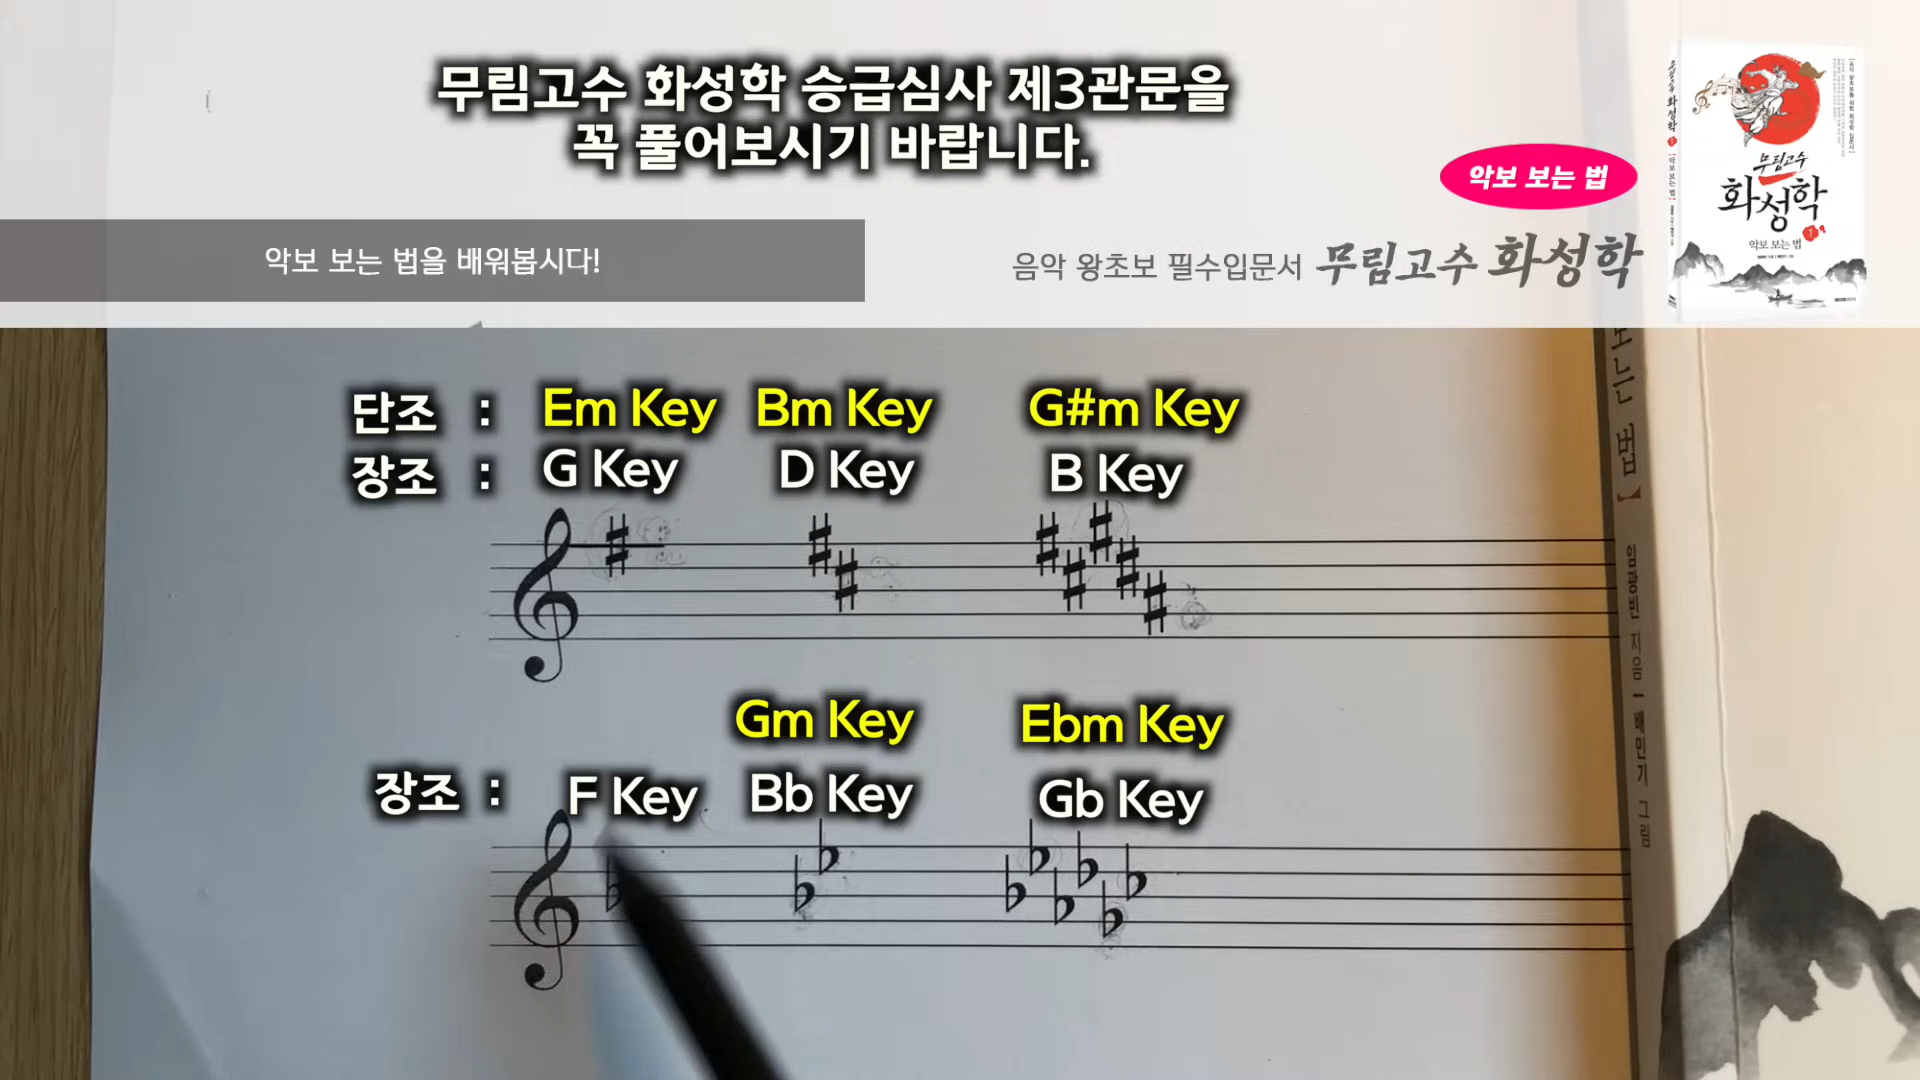 무림고수 화성학 승급심사 제3관문을
꼭 풀어보시기 바랍니다.
악보 보는 법
악보 보는 법을 배워봅시다!
음악 왕초보 필수입문서 무림고수 화성학
무림고수
화성학
악보 보는 법
단조 : Em Key Bm Key G#m Key
장조 : G Key D Key B Key
Gm Key Ebm Key
장조 : F Key Bb Key Gb Key
보는 법】
임광빈 지음 | 배민기 그림